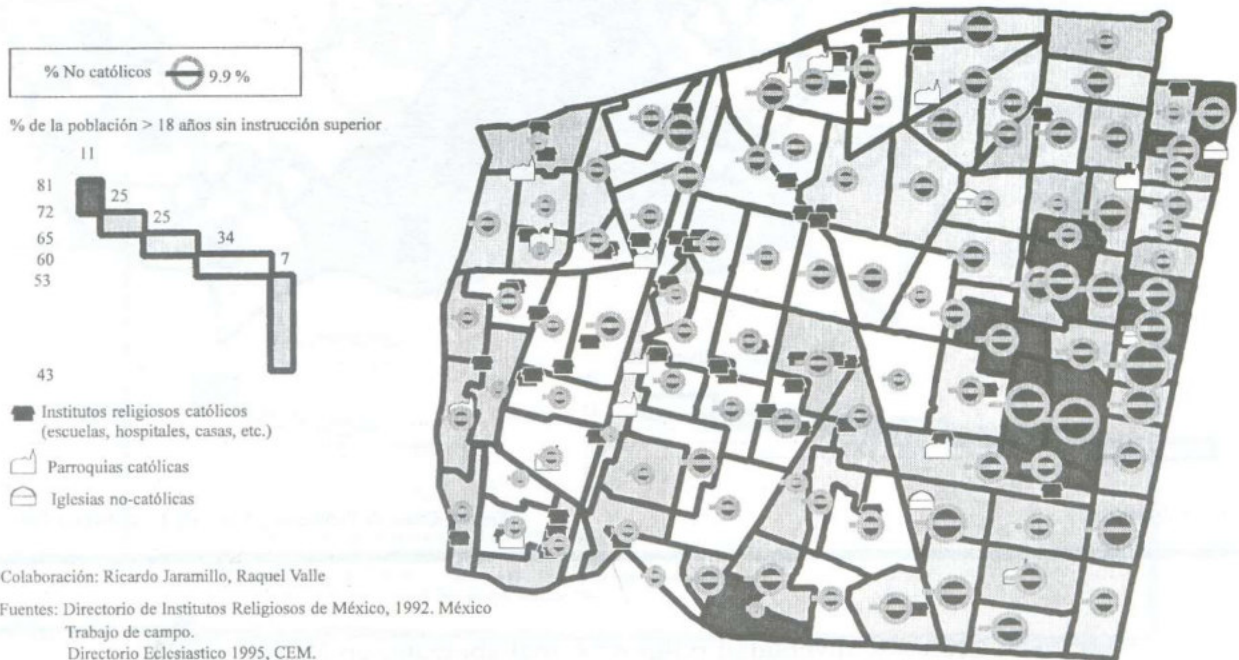 % No católicos 9.9 %
% de la población > 18 años sin instrucción superior
11
81
25
72
25
65
34
60
7
53
43
Institutos religiosos católicos
(escuelas, hospitales, casas, etc.)
Parroquias católicas
Iglesias no-católicas
Colaboración: Ricardo Jaramillo, Raquel Valle
Fuentes: Directorio de Institutos Religiosos de México, 1992. México
Trabajo de campo.
Directorio Eclesiastico 1995, CEM.